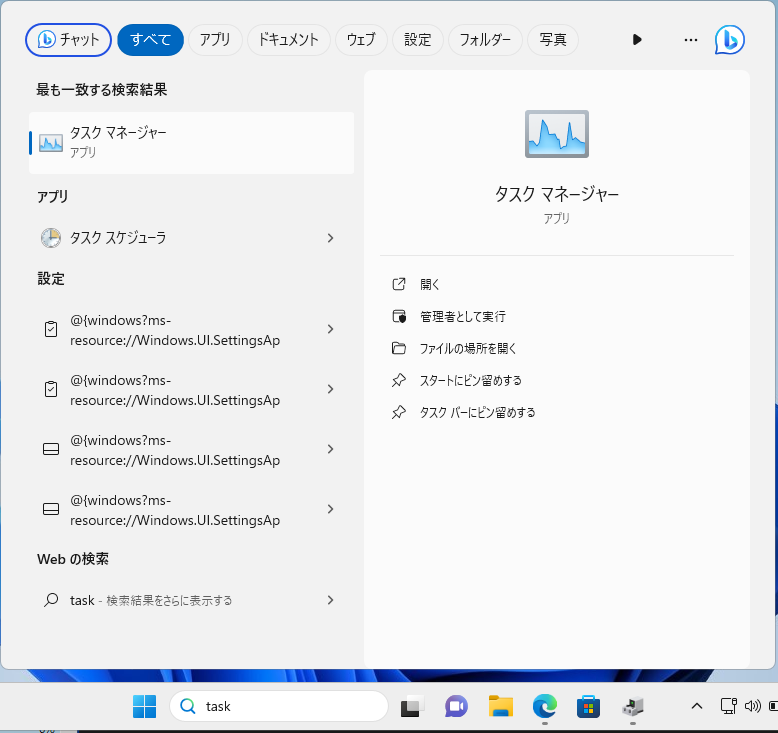 チャット すべて アプリ ドキュメント ウェブ 設定 フォルダー 写真
最も一致する検索結果
タスク マネージャー
アプリ
アプリ
タスク スケジューラ
設定
@{windows?ms-
resource://Windows.UI.SettingsAp
@{windows?ms-
resource://Windows.UI.SettingsAp
@{windows?ms-
resource://Windows.UI.SettingsAp
@{windows?ms-
resource://Windows.UI.SettingsAp
Web の検索
task - 検索結果をさらに表示する
タスク マネージャー
アプリ
開く
管理者として実行
ファイルの場所を開く
スタートにピン留めする
タスク バーにピン留めする
task